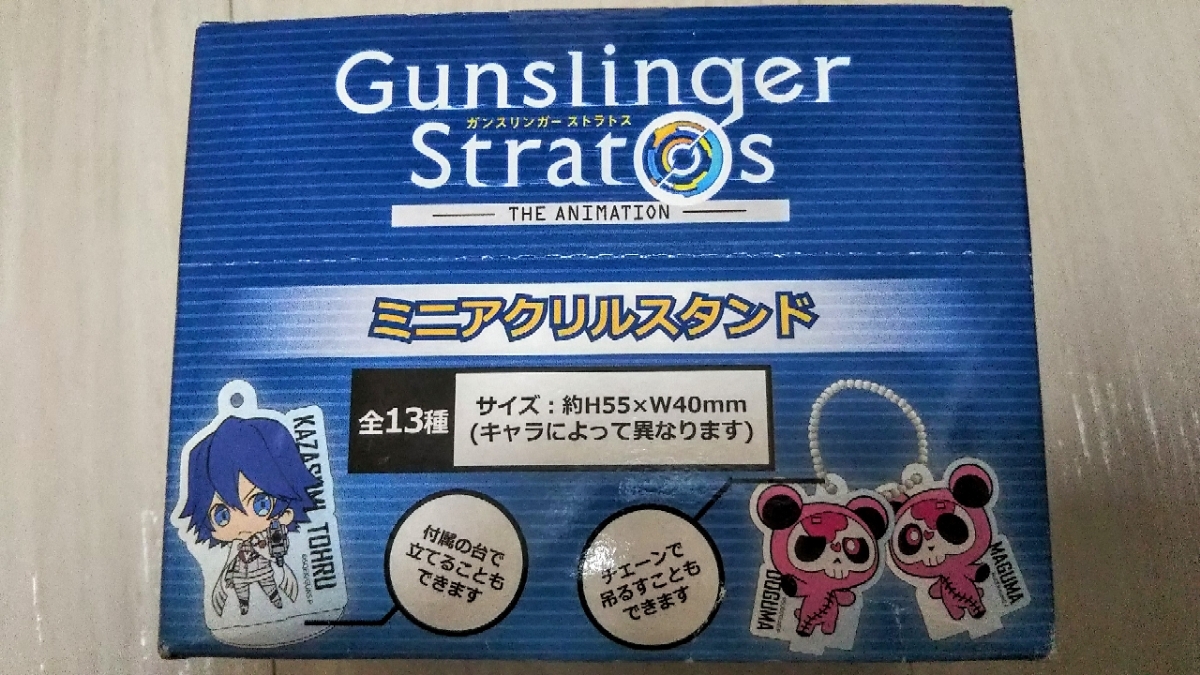 Gunslinger
ガンスリンガー ストラトス
Stratos
THE ANIMATION
ミニアクリルスタンド
全13種
サイズ：約H55×W40mm
(キャラによって異なります)
KAZASUMI TOHRU
付属の台で
立てることも
できます
チェーンで
吊るすことも
できます
DOGUMA
MAGUMA